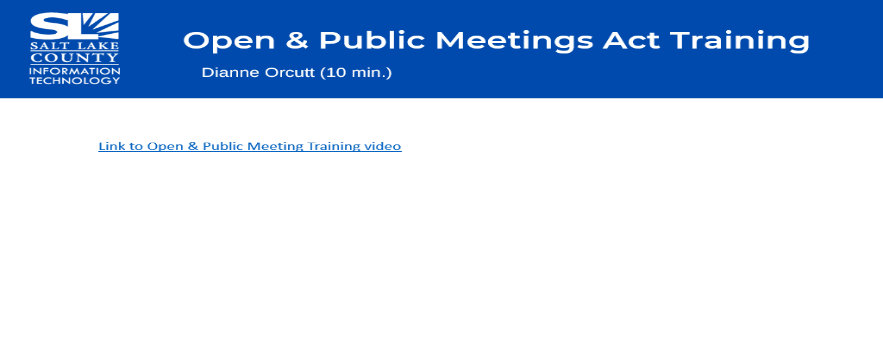 SL
SALT LAKE
COUNTY
INFORMATION
TECHNOLOGY
Open & Public Meetings Act Training
Dianne Orcutt (10 min.)
Link to Open & Public Meeting Training video